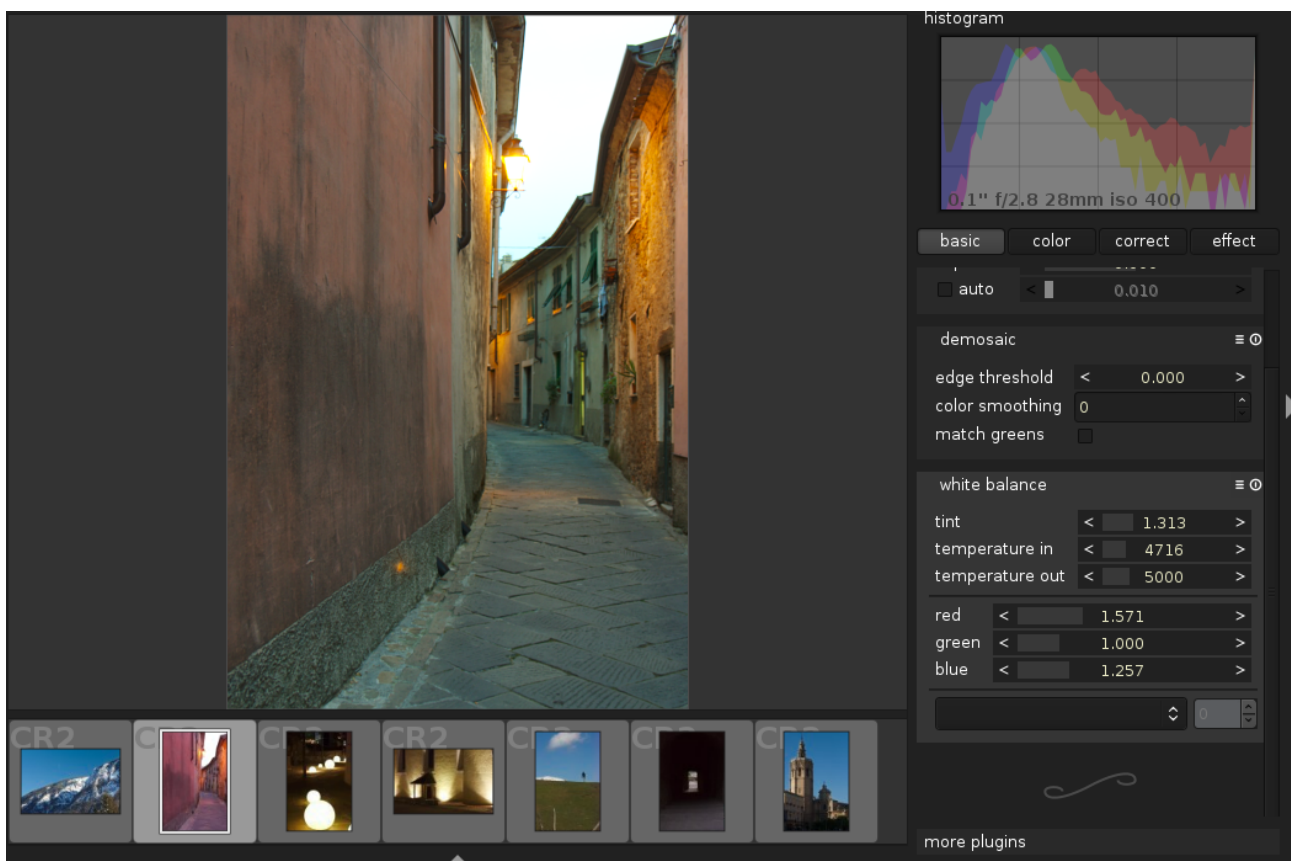 histogram
0.1" f/2.8 28mm iso 400
basic color correct effect
auto < 0.010 >
demosaic
edge threshold < 0.000 >
color smoothing 0
match greens
white balance
tint < 1.313 >
temperature in < 4716 >
temperature out < 5000 >
red < 1.571 >
green < 1.000 >
blue < 1.257 >
0
CR2 CR2 CR2
more plugins